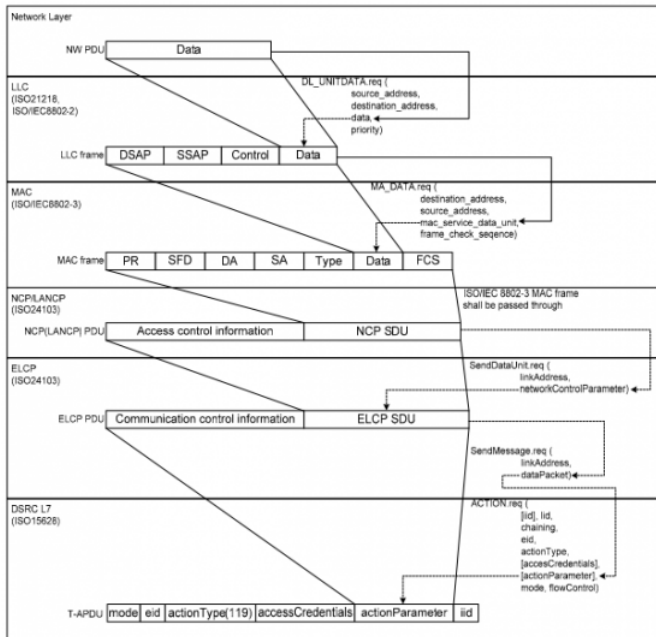 Network Layer
NW PDU
Data
LLC
(ISO21218,
ISO/IEC8802-2)
DL_UNITDATA.req (
source_address,
destination_address,
data,
priority)
LLC frame
DSAP SSAP Control Data
MAC
(ISO/IEC8802-3)
MA_DATA.req (
destination_address,
source_address,
mac_service_data_unit,
frame_check_seqence)
MAC frame
PR SFD DA SA Type Data FCS
NCP/LANCP
(ISO24103)
ISO/IEC 8802-3 MAC frame
shall be passed through
NCP(LANCP) PDU
Access control information NCP SDU
ELCP
(ISO24103)
SendDataUnit.req (
linkAddress,
networkControlParameter)
ELCP PDU
Communication control information ELCP SDU
SendMessage.req (
linkAddress,
dataPacket)
DSRC L7
(ISO15628)
ACTION.req (
[iid], lid,
chaining,
eid,
actionType,
[accesCredentials],
[actionParameter],
mode, flowControl)
T-APDU
mode eid actionType(119) accessCredentials actionParameter iid